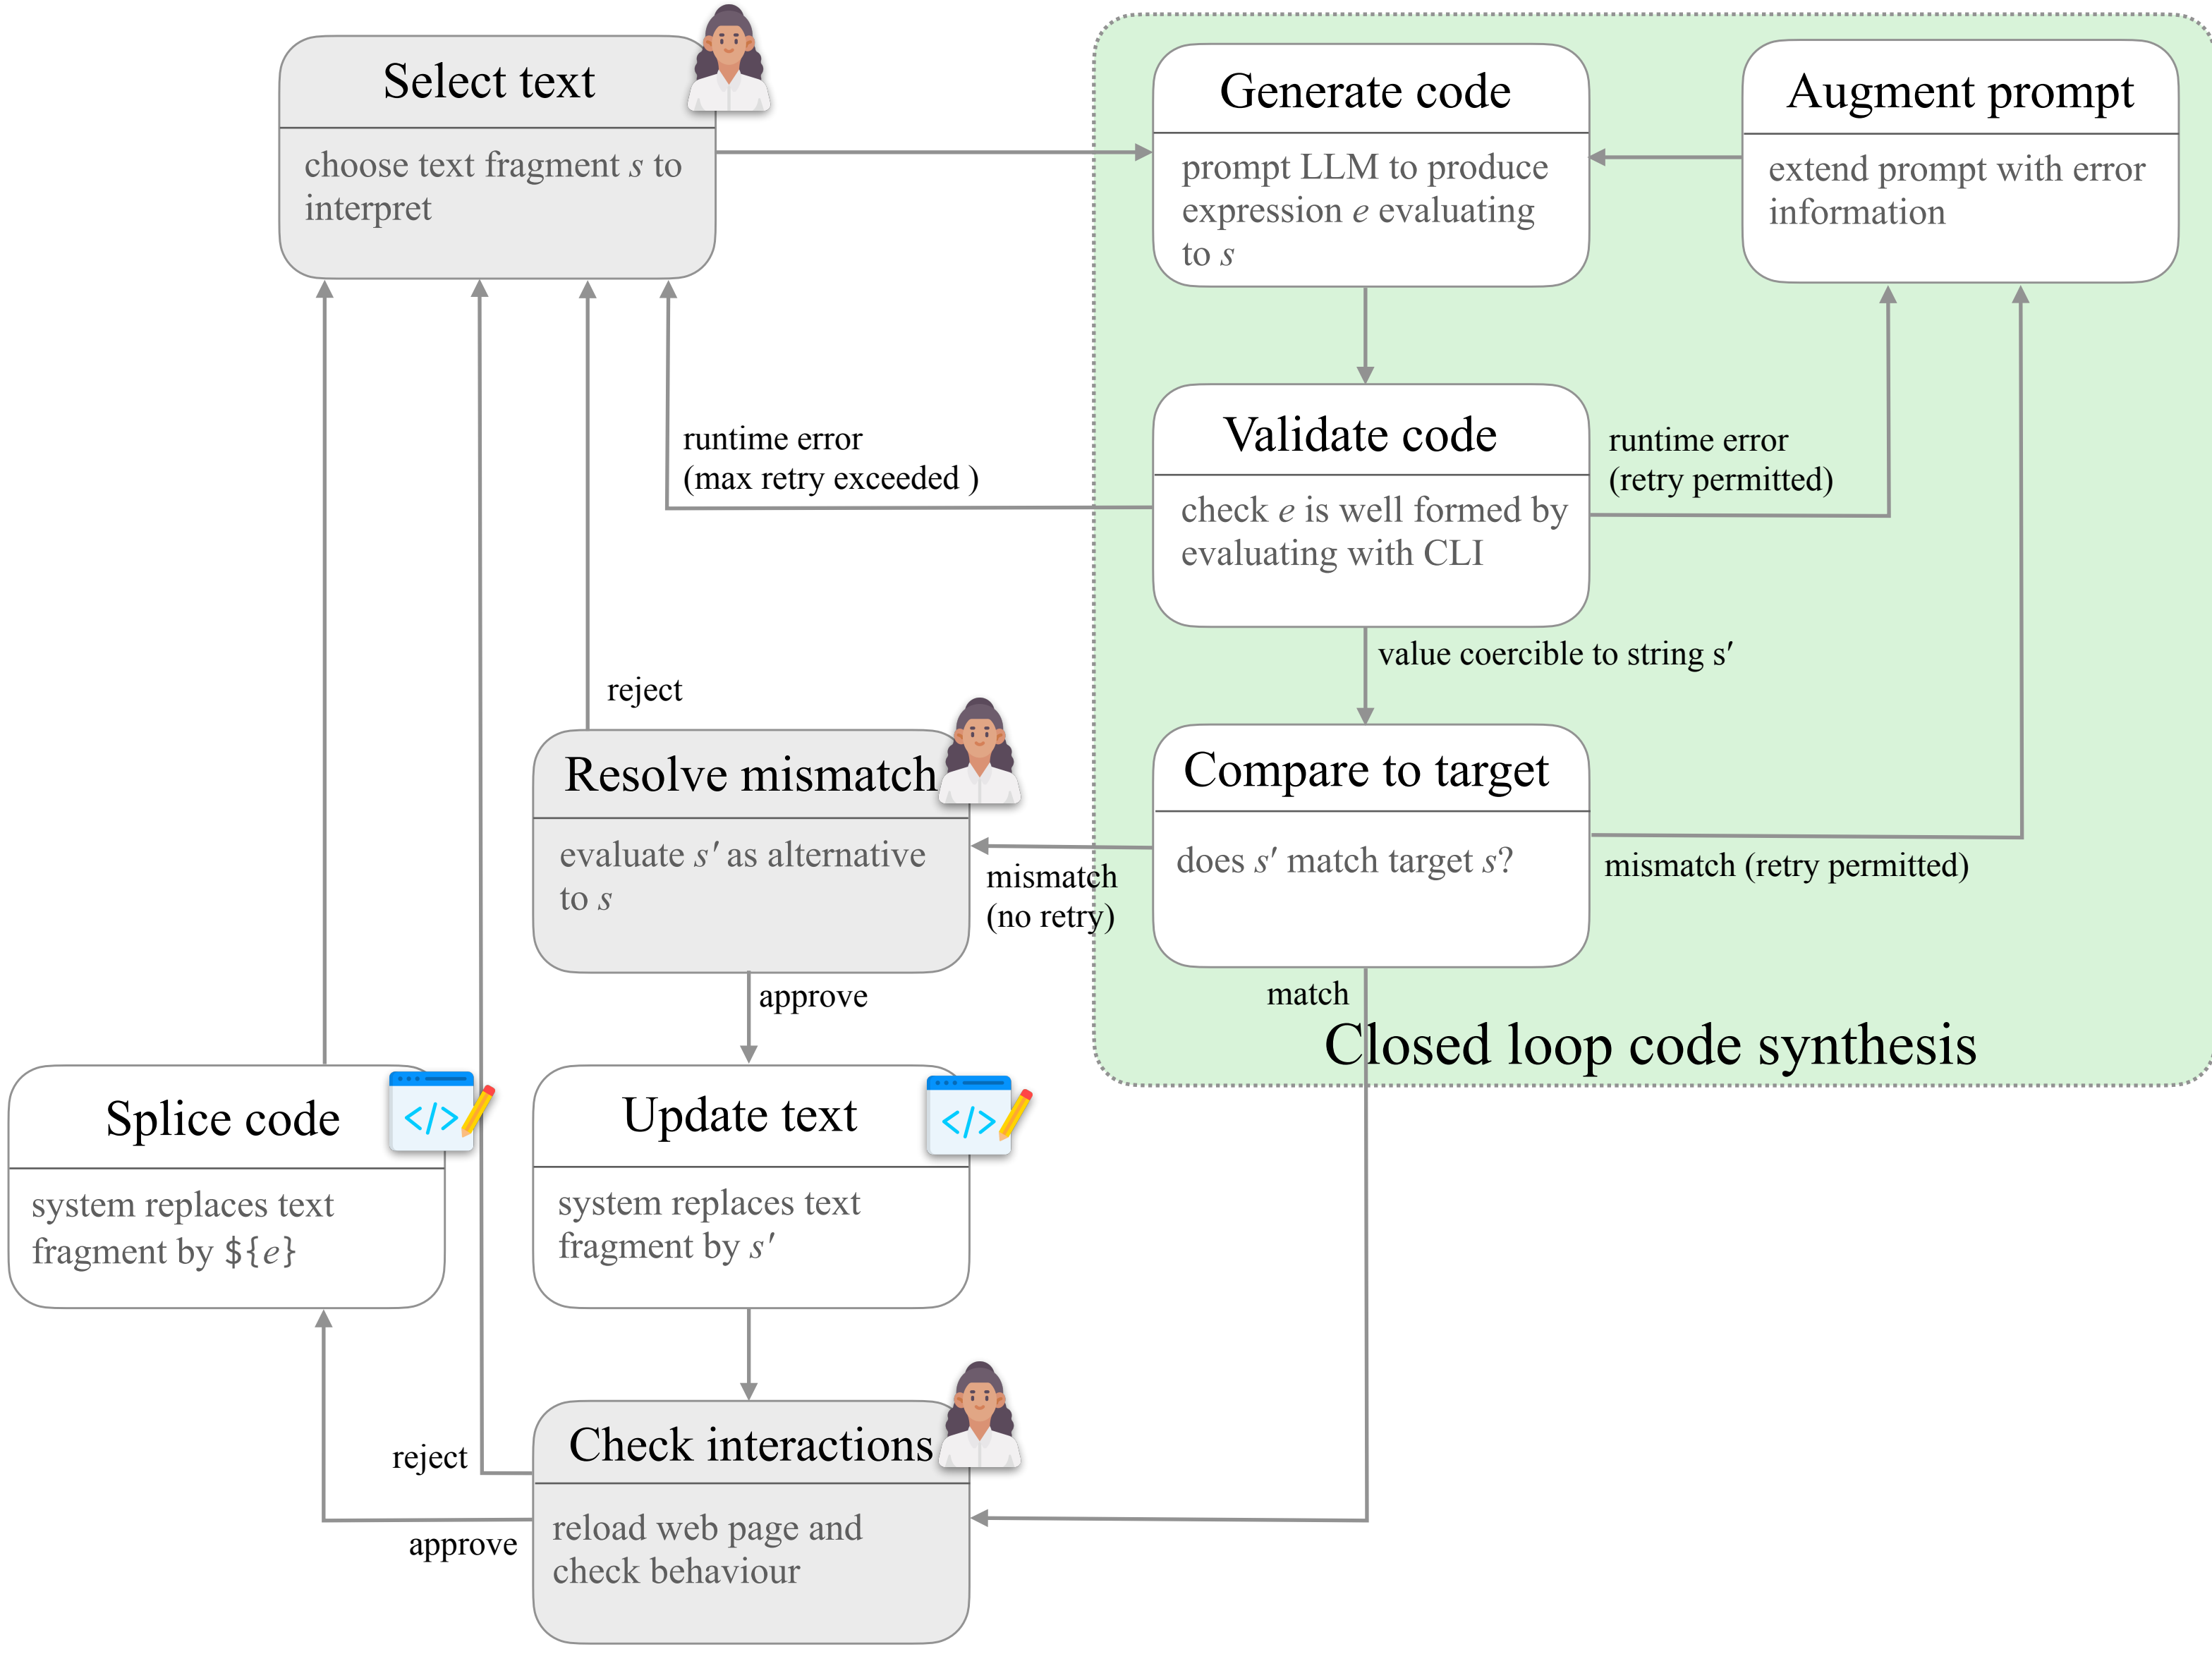 Select text
choose text fragment s to
interpret
Generate code
prompt LLM to produce
expression e evaluating
to s
Augment prompt
extend prompt with error
information
runtime error
(max retry exceeded )
Validate code
check e is well formed by
evaluating with CLI
runtime error
(retry permitted)
value coercible to string s′
reject
Resolve mismatch
evaluate s′ as alternative
to s
mismatch
(no retry)
Compare to target
does s′ match target s?
mismatch (retry permitted)
approve
match
Closed loop code synthesis
Splice code
</>
system replaces text
fragment by ${e}
Update text
</>
system replaces text
fragment by s′
reject
approve
Check interactions
reload web page and
check behaviour